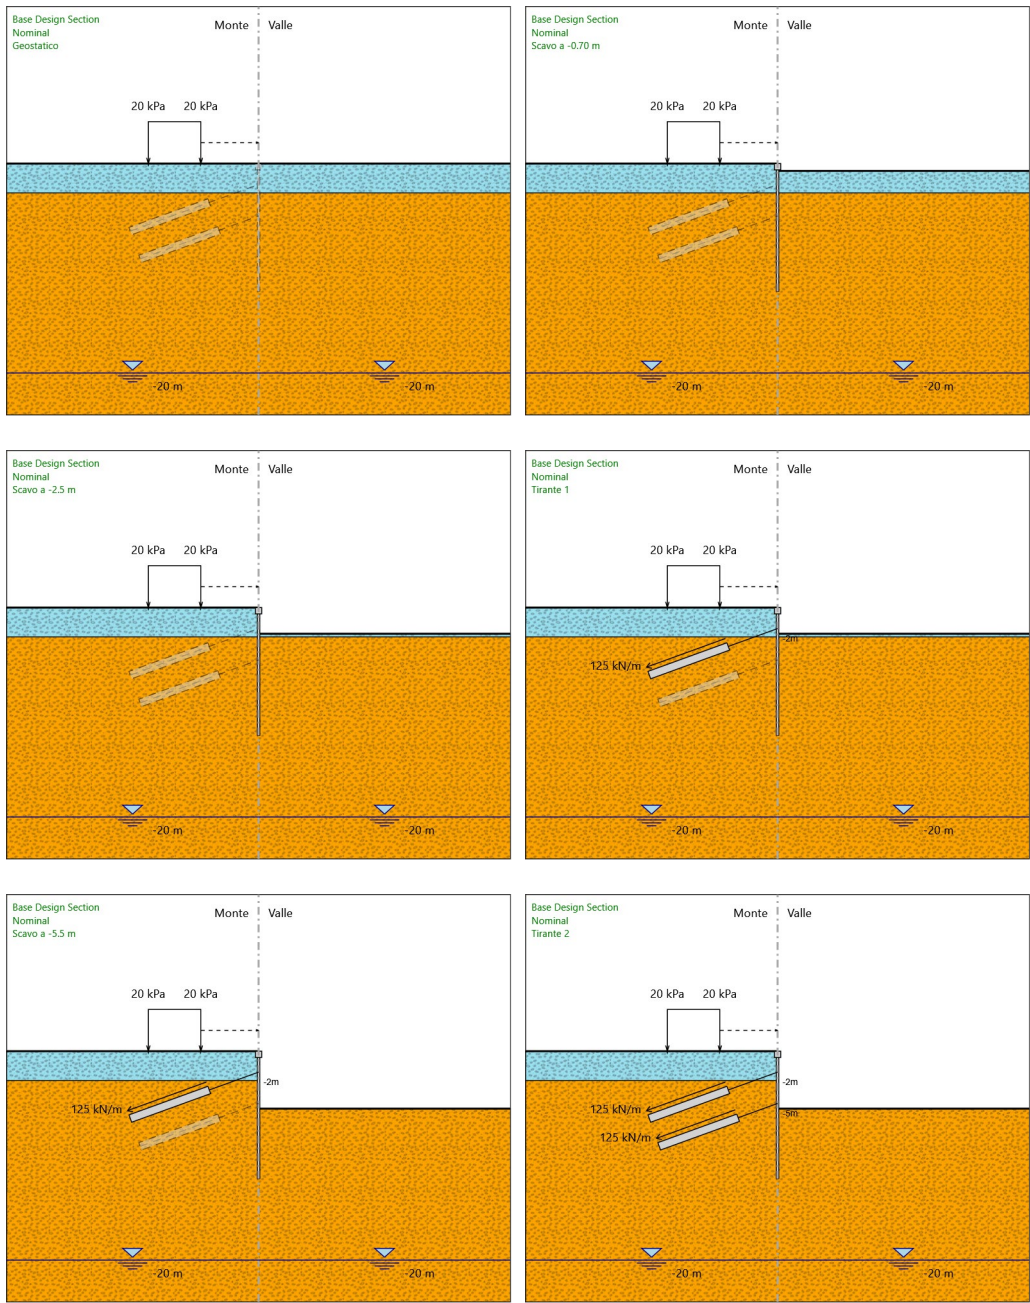 Base Design Section
Nominal
Geostatico
Monte Valle
20 kPa 20 kPa
-20 m -20 m
Base Design Section
Nominal
Scavo a -0.70 m
Monte Valle
20 kPa 20 kPa
-20 m -20 m
Base Design Section
Nominal
Scavo a -2.5 m
Monte Valle
20 kPa 20 kPa
-20 m -20 m
Base Design Section
Nominal
Tirante 1
Monte Valle
20 kPa 20 kPa
-2m
125 kN/m
-20 m -20 m
Base Design Section
Nominal
Scavo a -5.5 m
Monte Valle
20 kPa 20 kPa
-2m
125 kN/m
-20 m -20 m
Base Design Section
Nominal
Tirante 2
Monte Valle
20 kPa 20 kPa
-2m
125 kN/m
-5m
125 kN/m
-20 m -20 m